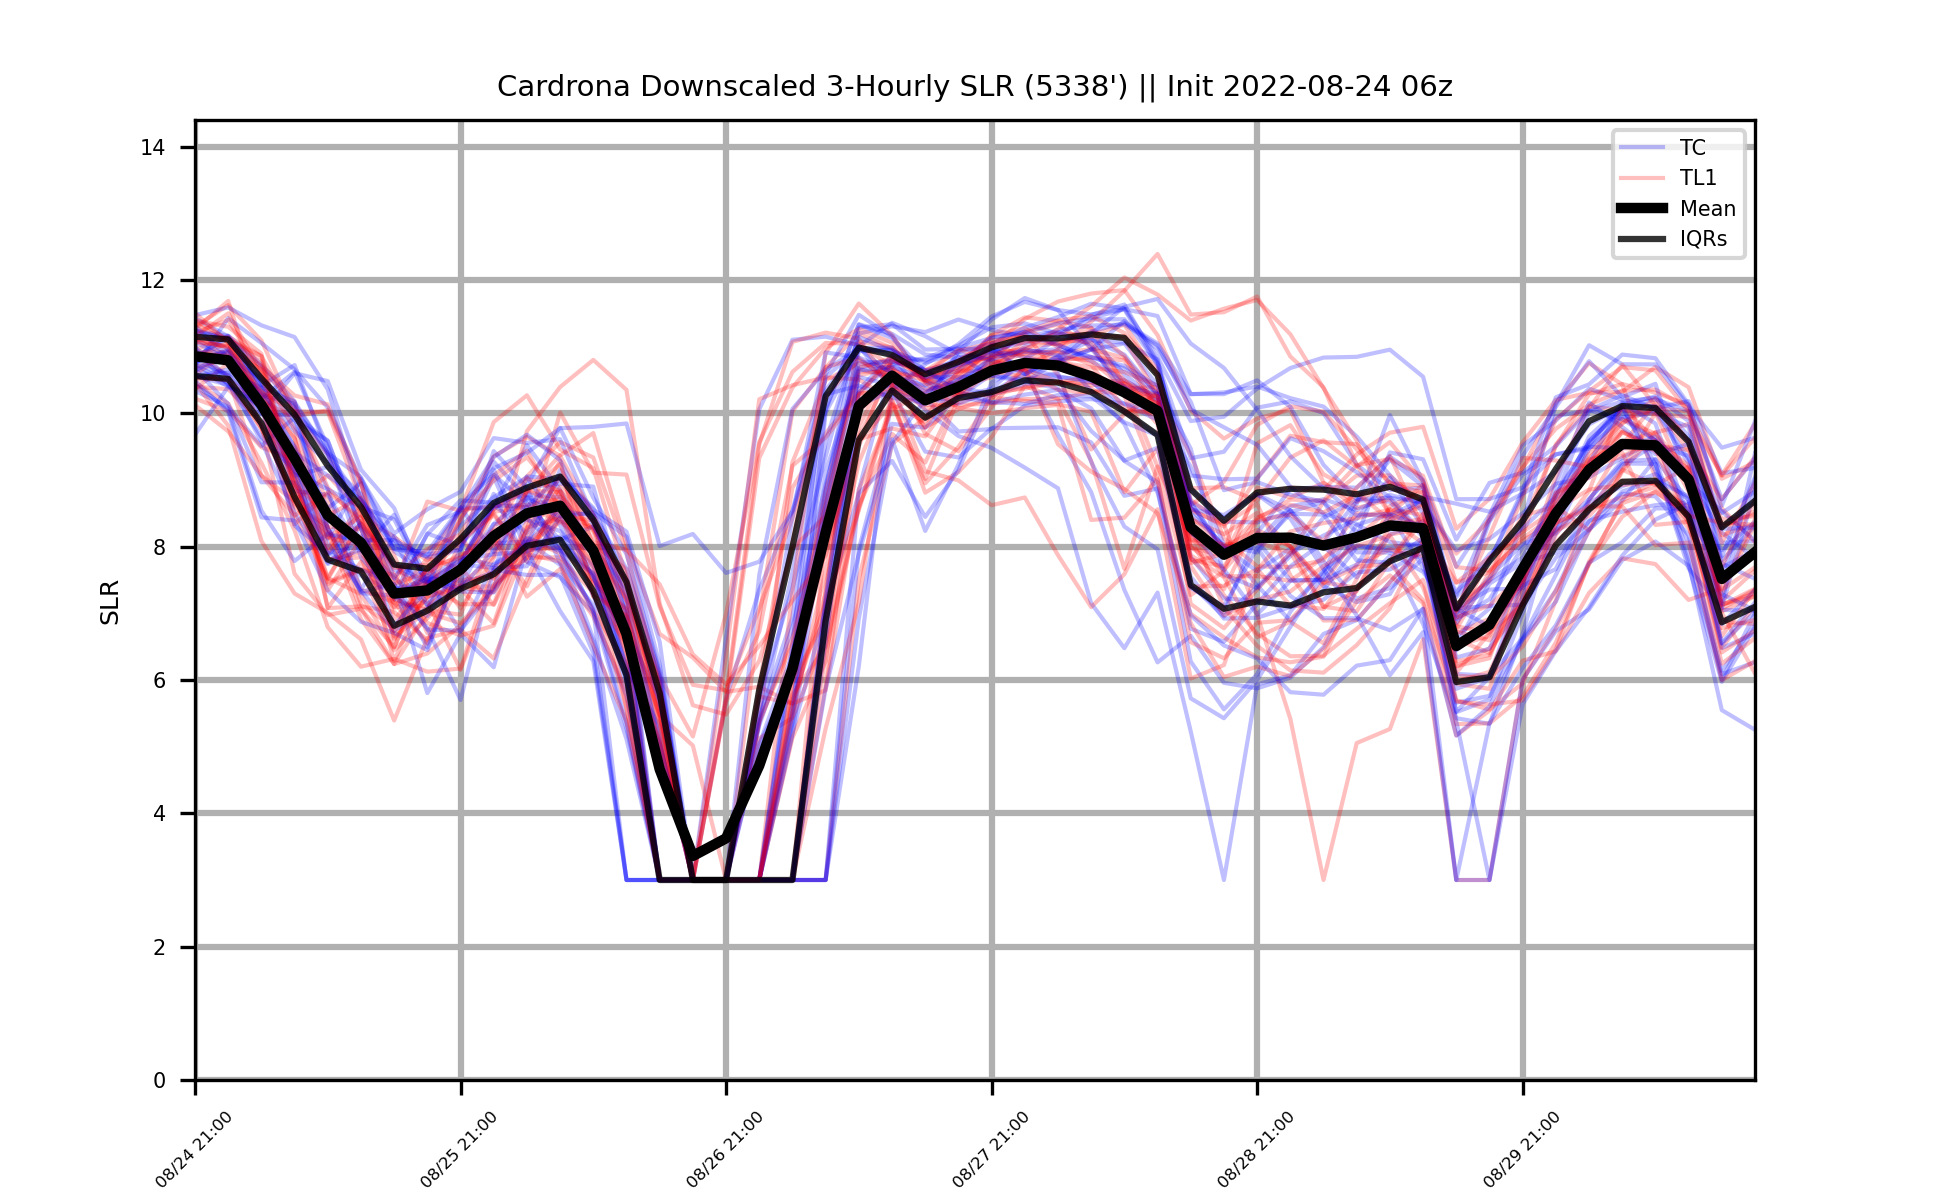 Cardrona Downscaled 3-Hourly SLR (5338') || Init 2022-08-24 06z
14
12
10
8
6
4
2
0
SLR
TC
TL1
Mean
IQRs
08/24 21:00
08/25 21:00
08/26 21:00
08/27 21:00
08/28 21:00
08/29 21:00